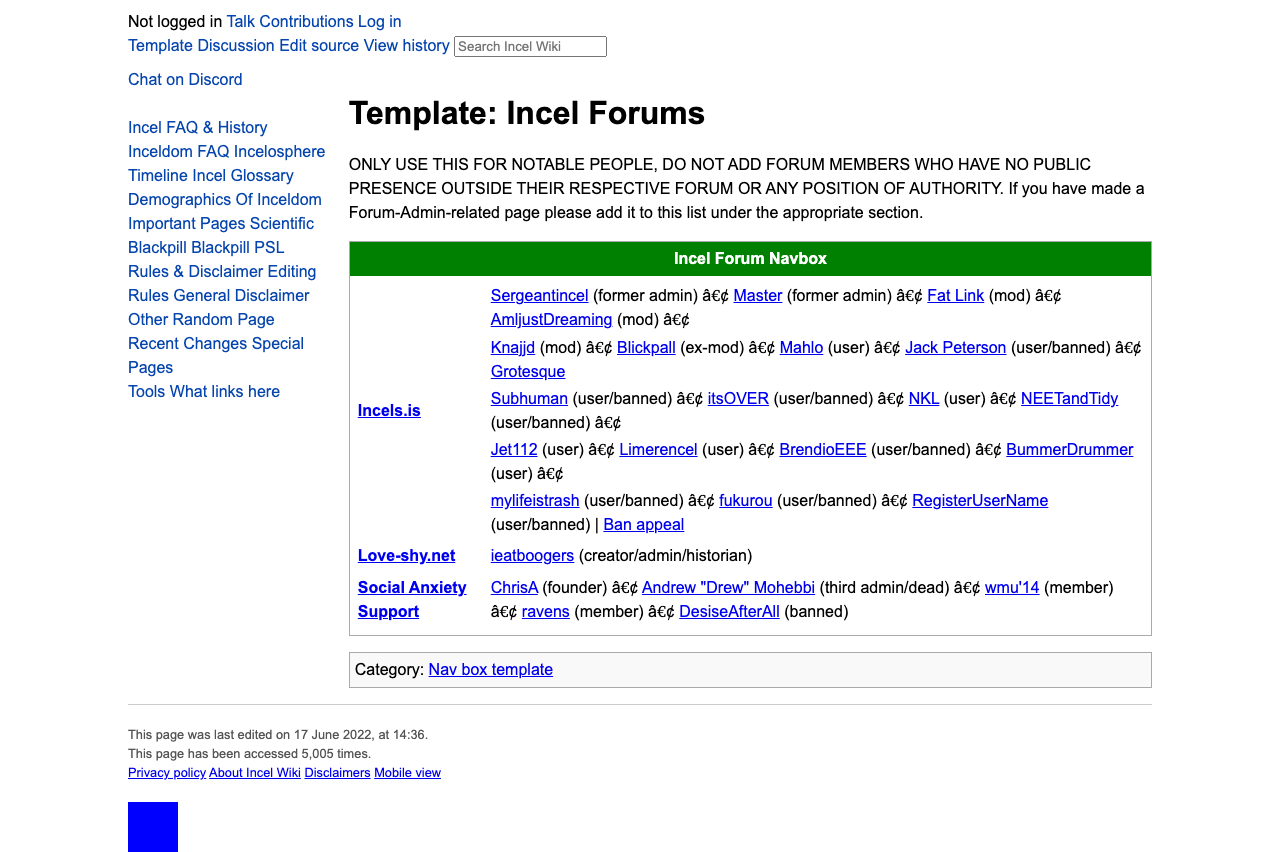 Not logged in Talk Contributions Log in
Template Discussion Edit source View history Search Incel Wiki
Chat on Discord
Incel FAQ & History
Inceldom FAQ Incelosphere
Timeline Incel Glossary
Demographics Of Inceldom
Important Pages Scientific
Blackpill Blackpill PSL
Rules & Disclaimer Editing
Rules General Disclaimer
Other Random Page
Recent Changes Special
Pages
Tools What links here
Template: Incel Forums
ONLY USE THIS FOR NOTABLE PEOPLE, DO NOT ADD FORUM MEMBERS WHO HAVE NO PUBLIC
PRESENCE OUTSIDE THEIR RESPECTIVE FORUM OR ANY POSITION OF AUTHORITY. If you have made a
Forum-Admin-related page please add it to this list under the appropriate section.
Incel Forum Navbox
Incels.is
Sergeantincel (former admin) â€¢ Master (former admin) â€¢ Fat Link (mod) â€¢
AmljustDreaming (mod) â€¢
Knajjd (mod) â€¢ Blickpall (ex-mod) â€¢ Mahlo (user) â€¢ Jack Peterson (user/banned) â€¢
Grotesque
Subhuman (user/banned) â€¢ itsOVER (user/banned) â€¢ NKL (user) â€¢ NEETandTidy
(user/banned) â€¢
Jet112 (user) â€¢ Limerencel (user) â€¢ BrendioEEE (user/banned) â€¢ BummerDrummer
(user) â€¢
mylifeistrash (user/banned) â€¢ fukurou (user/banned) â€¢ RegisterUserName
(user/banned) | Ban appeal
Love-shy.net ieatboogers (creator/admin/historian)
Social Anxiety
Support
ChrisA (founder) â€¢ Andrew "Drew" Mohebbi (third admin/dead) â€¢ wmu'14 (member)
â€¢ ravens (member) â€¢ DesiseAfterAll (banned)
Category: Nav box template
This page was last edited on 17 June 2022, at 14:36.
This page has been accessed 5,005 times.
Privacy policy About Incel Wiki Disclaimers Mobile view